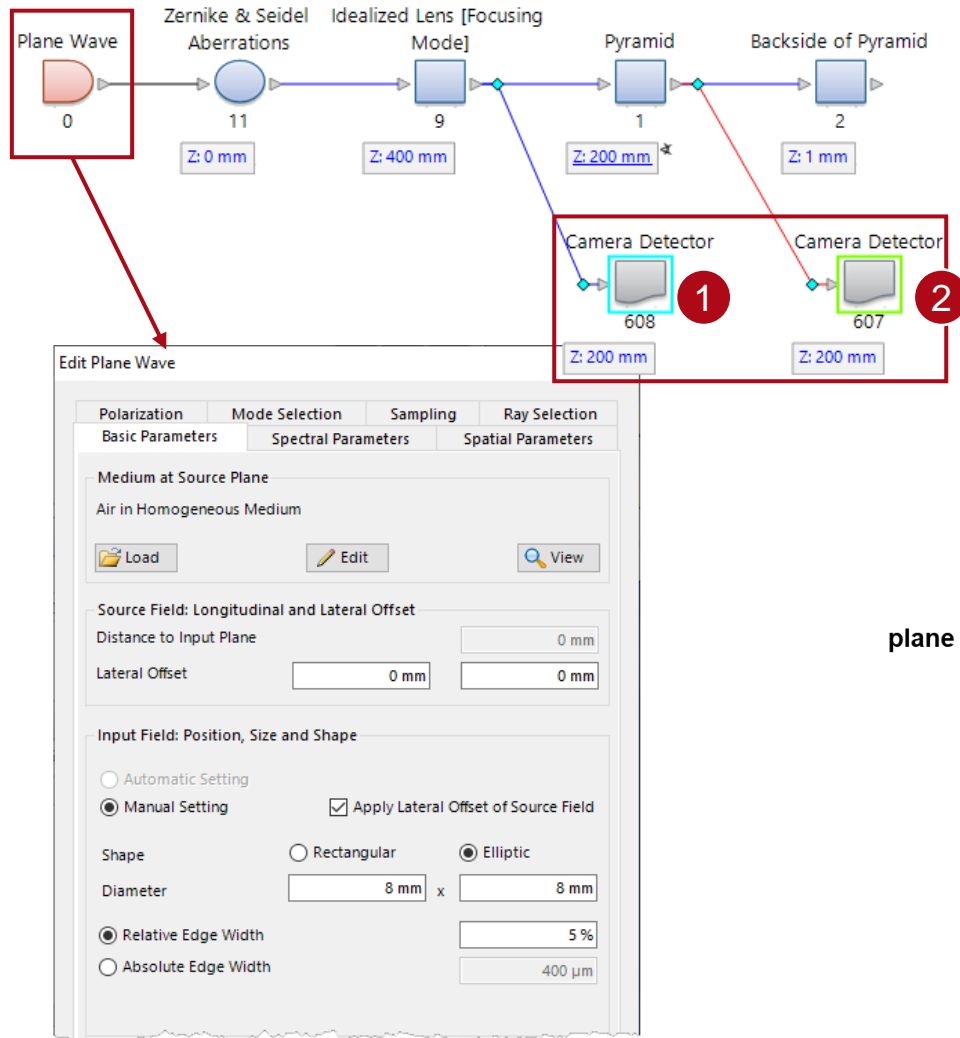 Zernike & Seidel Aberrations
Idealized Lens [Focusing Mode]
Plane Wave
Pyramid
Backside of Pyramid
0
11
9
1
2
Z: 0 mm
Z: 400 mm
Z: 200 mm
Z: 1 mm
Camera Detector
Camera Detector
1
2
608
607
Z: 200 mm
Z: 200 mm
Edit Plane Wave
Polarization
Mode Selection
Sampling
Ray Selection
Basic Parameters
Spectral Parameters
Spatial Parameters
Medium at Source Plane
Air in Homogeneous Medium
Load
Edit
View
Source Field: Longitudinal and Lateral Offset
Distance to Input Plane 0 mm
Lateral Offset 0 mm 0 mm
plane
Input Field: Position, Size and Shape
Automatic Setting
Manual Setting
Apply Lateral Offset of Source Field
Shape Rectangular Elliptic
Diameter 8 mm x 8 mm
Relative Edge Width 5 %
Absolute Edge Width 400 µm